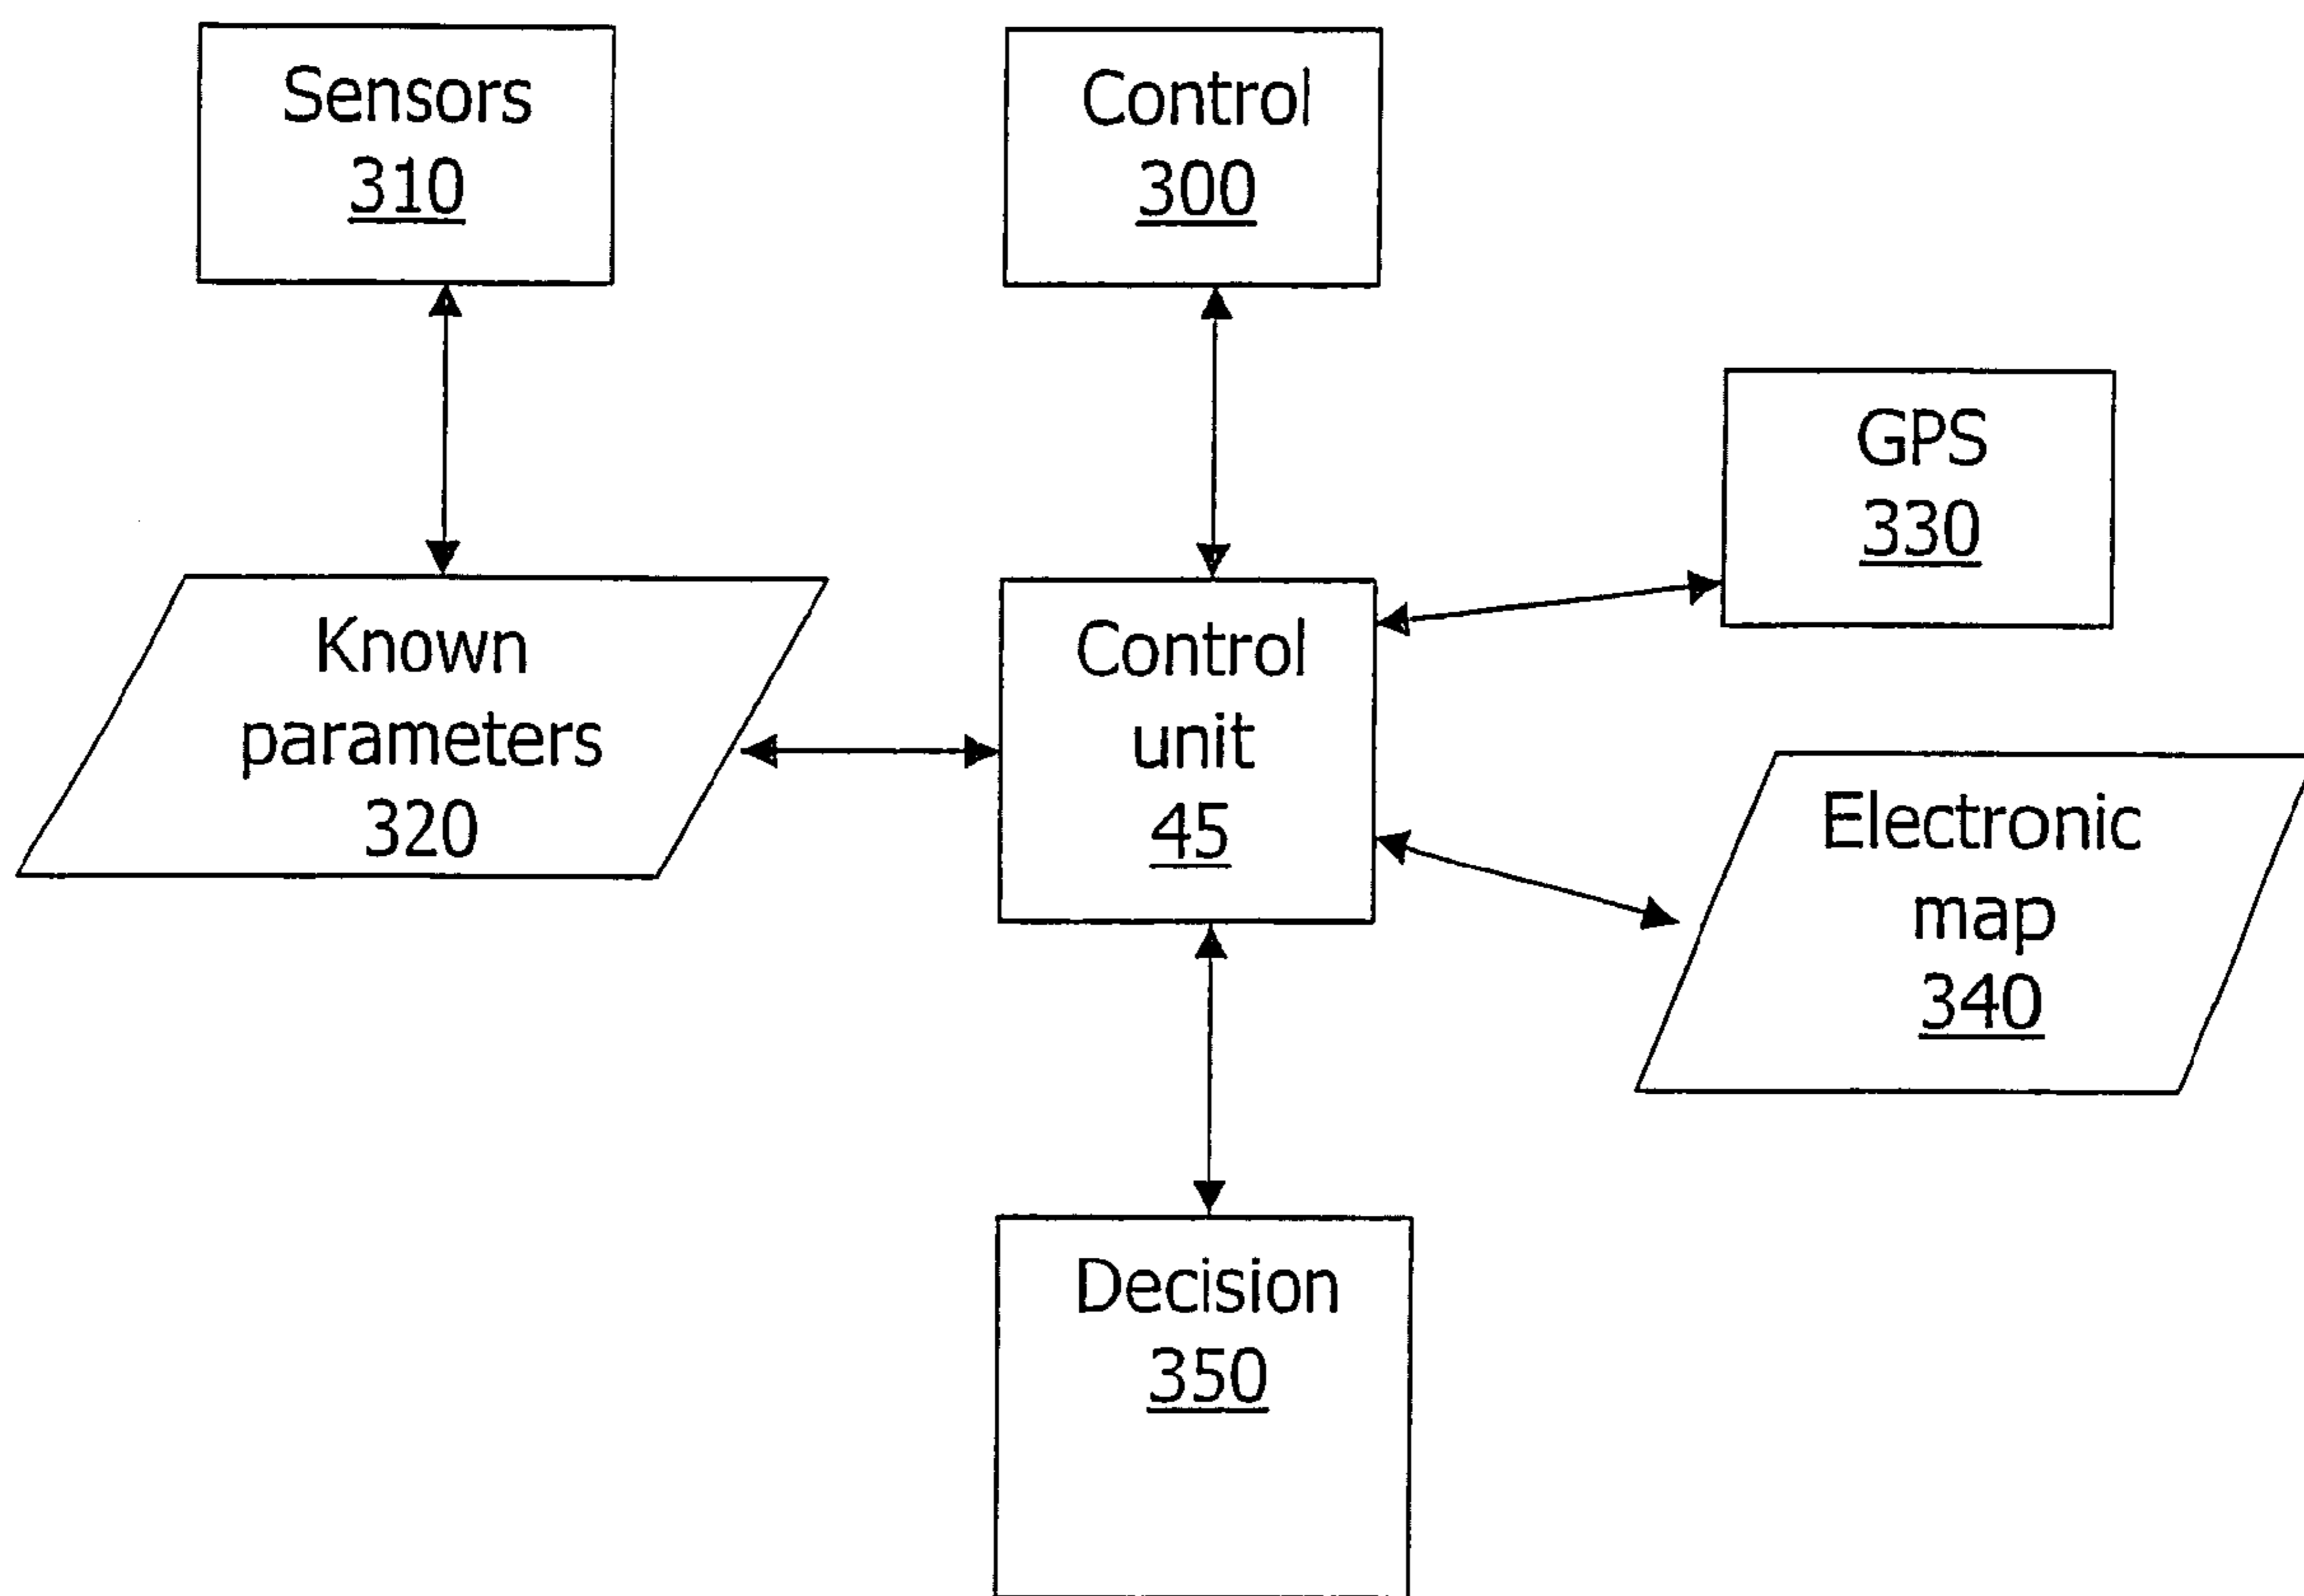 Sensors
310
Control
300
GPS
330
Known
parameters
320
Control
unit
45
Electronic
map
340
Decision
350